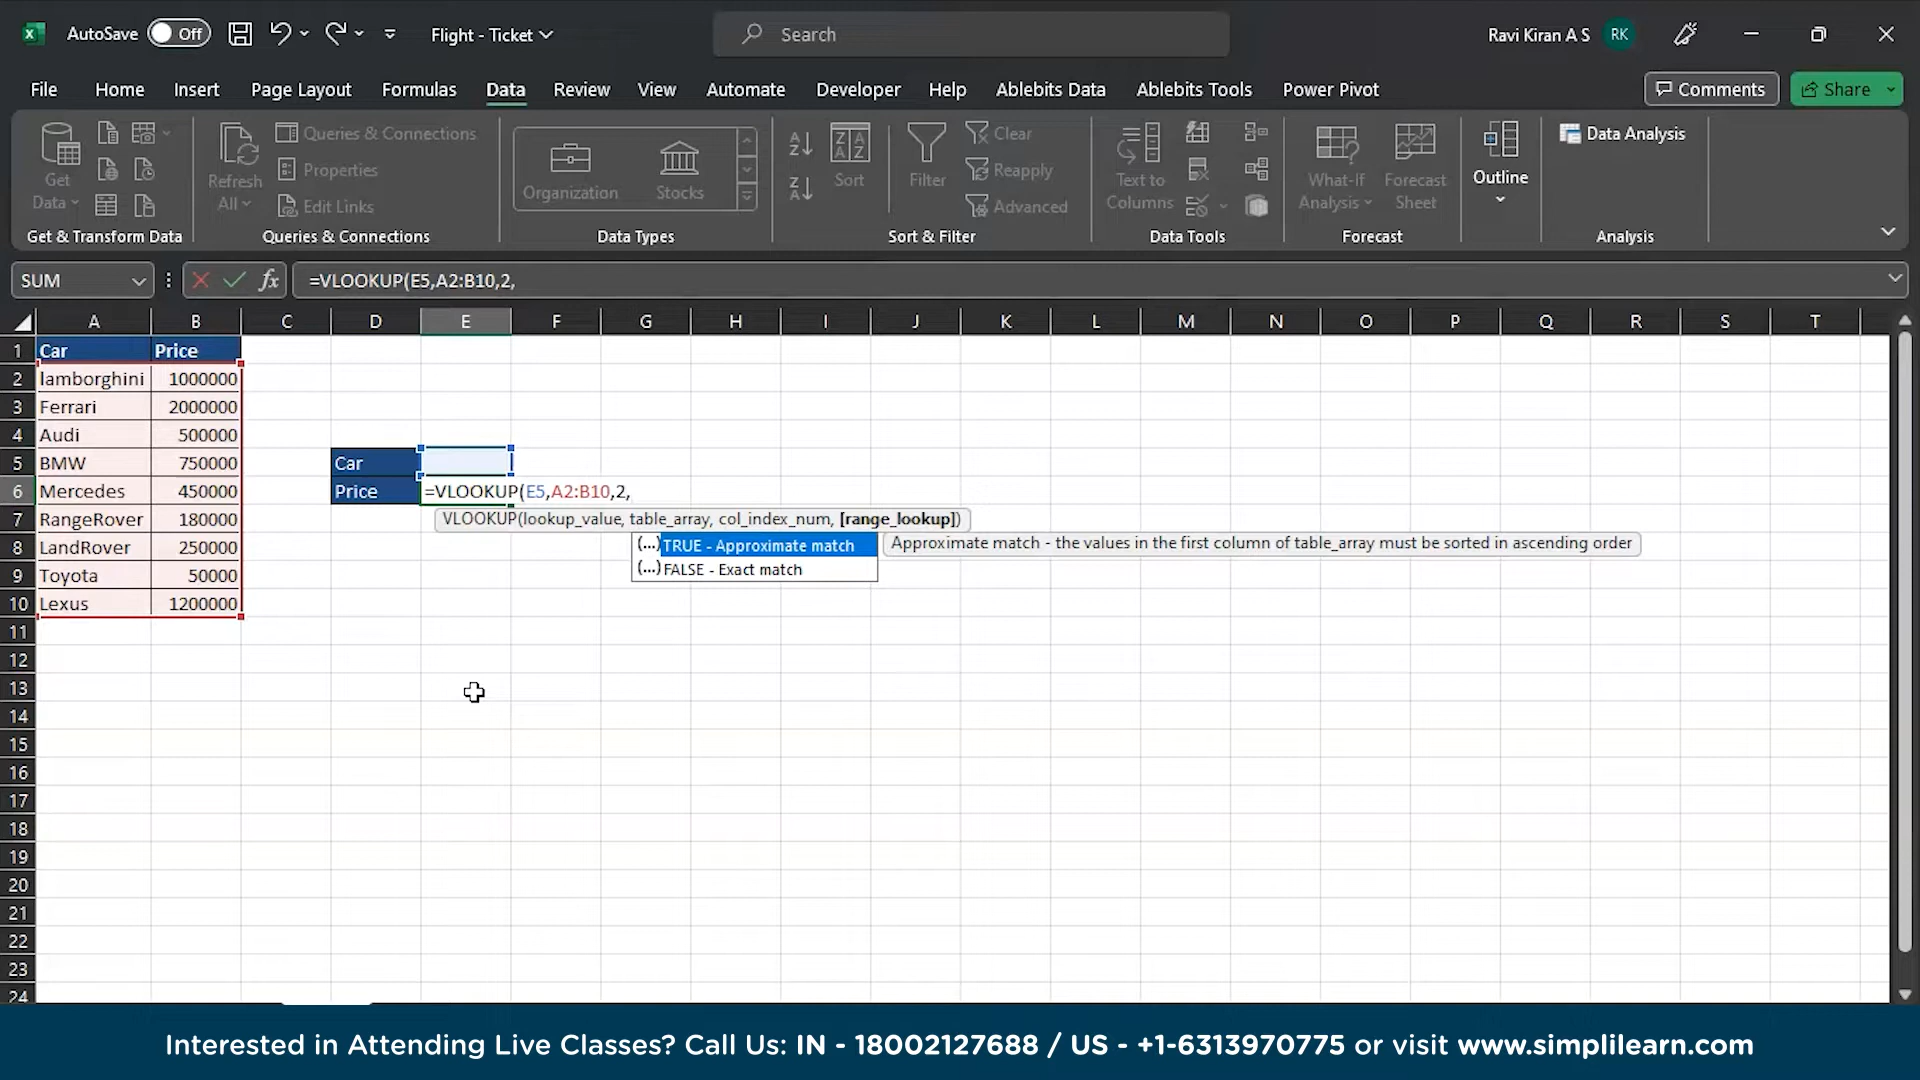 AutoSave Off Flight - Ticket Search Ravi Kiran A S RK
File Home Insert Page Layout Formulas Data Review View Automate Developer Help Ablebits Data Ablebits Tools Power Pivot Comments Share
Get Data
Refresh All
Queries & Connections
Properties
Edit Links
Organization Stocks
Sort
Filter
Clear
Reapply
Advanced
Text to Columns
What-If Analysis
Forecast Sheet
Outline
Data Analysis
Get & Transform Data Queries & Connections Data Types Sort & Filter Data Tools Forecast Analysis
SUM fx =VLOOKUP(E5,A2:B10,2,
A B C D E F G H I J K L M N O P Q R S T
1 Car Price
2 lamborghini 1000000
3 Ferrari 2000000
4 Audi 500000
5 BMW 750000 Car
6 Mercedes 450000 Price =VLOOKUP(E5,A2:B10,2,
7 RangeRover 180000 VLOOKUP(lookup_value, table_array, col_index_num, [range_lookup])
8 LandRover 250000 (...) TRUE - Approximate match Approximate match - the values in the first column of table_array must be sorted in ascending order
9 Toyota 50000 (...) FALSE - Exact match
10 Lexus 1200000
11
12
13
14
15
16
17
18
19
20
21
22
23
24
Interested in Attending Live Classes? Call Us: IN - 18002127688 / US - +1-6313970775 or visit www.simplilearn.com